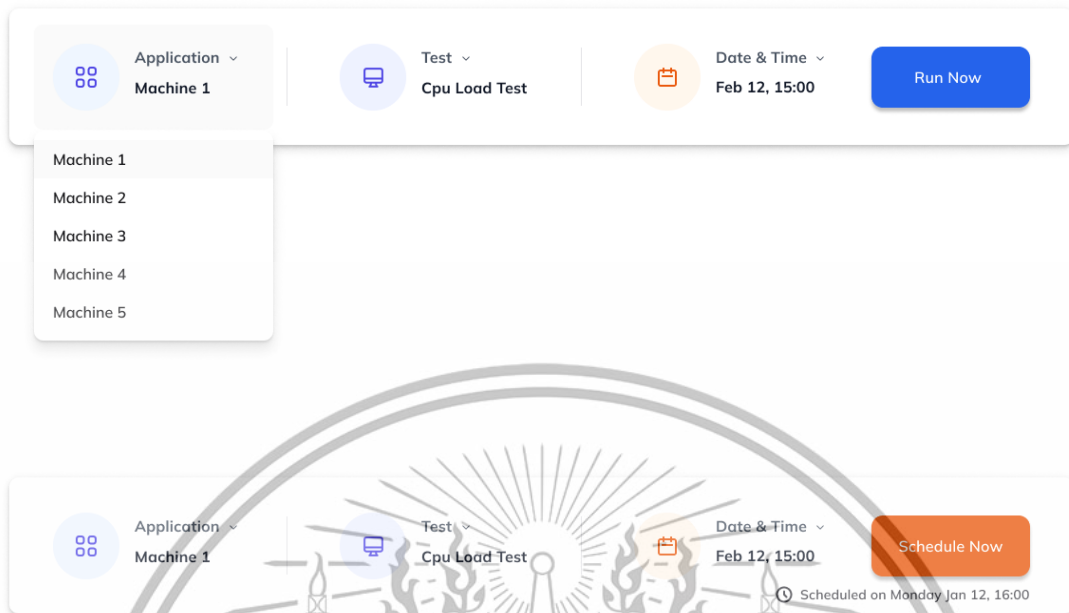 Application
Machine 1
Test
Cpu Load Test
Date & Time
Feb 12, 15:00
Run Now
Machine 1
Machine 2
Machine 3
Machine 4
Machine 5
Application
Machine 1
Test
Cpu Load Test
Date & Time
Feb 12, 15:00
Schedule Now
Scheduled on Monday Jan 12, 16:00